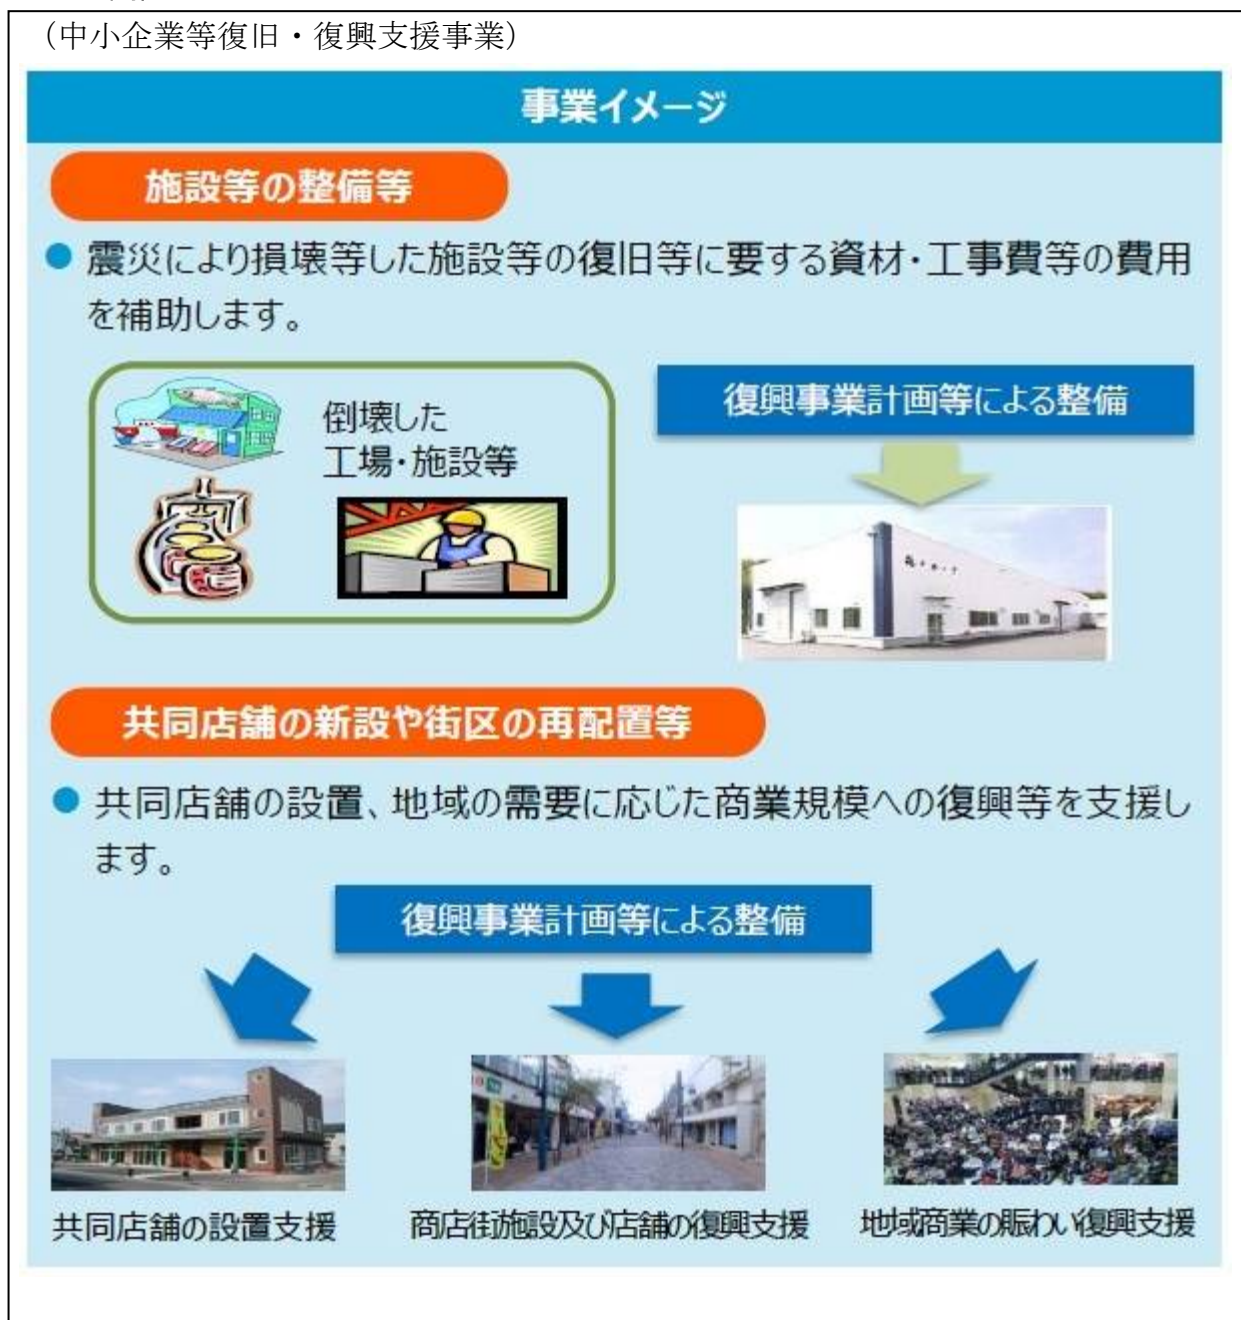 （中小企業等復旧・復興支援事業）
事業イメージ
施設等の整備等
● 震災により損壊等した施設等の復旧等に要する資材・工事費等の費用
を補助します。
倒壊した
工場・施設等
復興事業計画等による整備
共同店舗の新設や街区の再配置等
● 共同店舗の設置、地域の需要に応じた商業規模への復興等を支援し
ます。
復興事業計画等による整備
共同店舗の設置支援
商店街施設及び店舗の復興支援
地域商業の賑わい復興支援